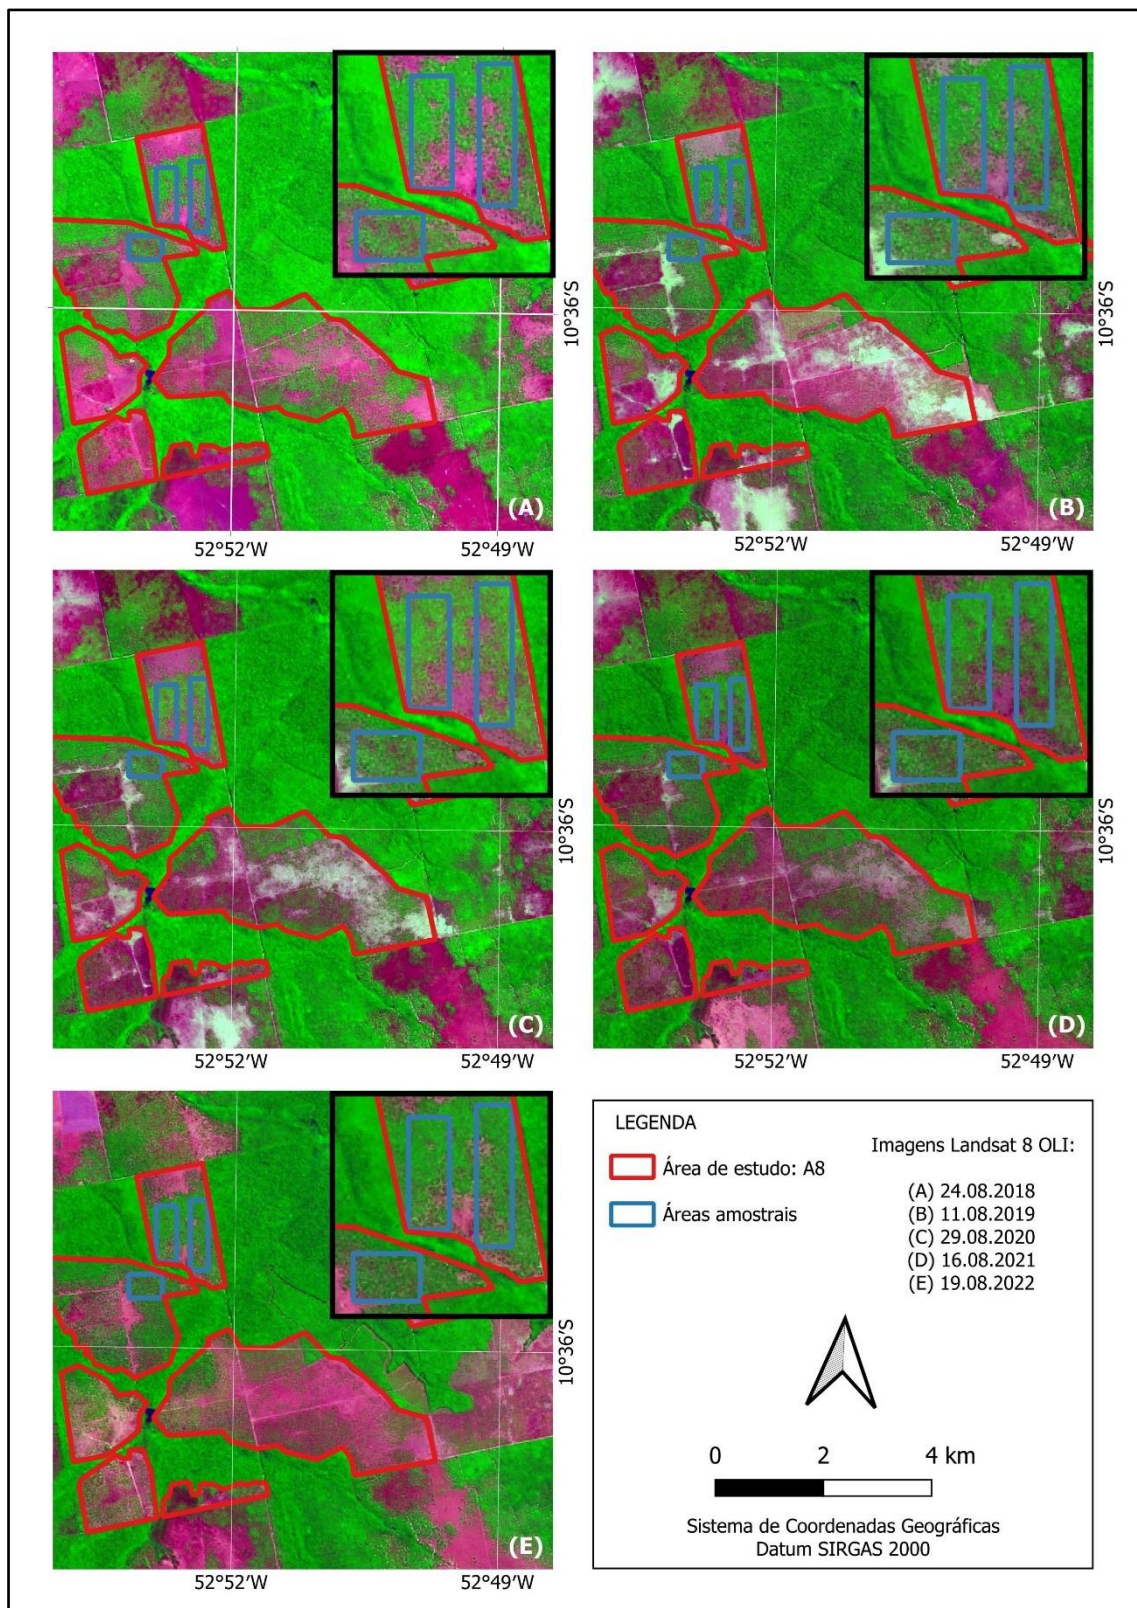 (A)
10°36′S
52°52′W
52°49′W
(B)
10°36′S
52°52′W
52°49′W
(C)
10°36′S
52°52′W
52°49′W
(D)
10°36′S
52°52′W
52°49′W
(E)
10°36′S
52°52′W
52°49′W
LEGENDA
Área de estudo: A8
Áreas amostrais
Imagens Landsat 8 OLI:
(A) 24.08.2018
(B) 11.08.2019
(C) 29.08.2020
(D) 16.08.2021
(E) 19.08.2022
0 2 4 km
Sistema de Coordenadas Geográficas
Datum SIRGAS 2000